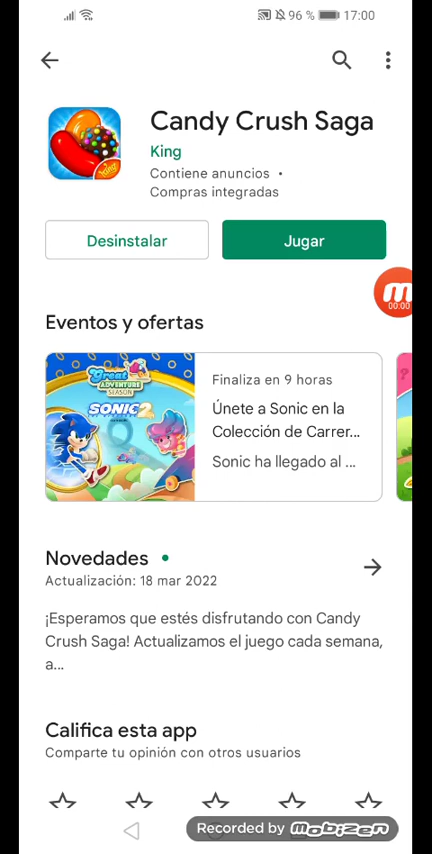 96 % 17:00
Candy Crush Saga
King
Contiene anuncios •
Compras integradas
Desinstalar
Jugar
00:00
Eventos y ofertas
Great
ADVENTURE
SEASON
SONIC 2
Finaliza en 9 horas
Únete a Sonic en la
Colección de Carrer...
Sonic ha llegado al ...
Novedades
Actualización: 18 mar 2022
¡Esperamos que estés disfrutando con Candy
Crush Saga! Actualizamos el juego cada semana,
a...
Califica esta app
Comparte tu opinión con otros usuarios
Recorded by mobizen